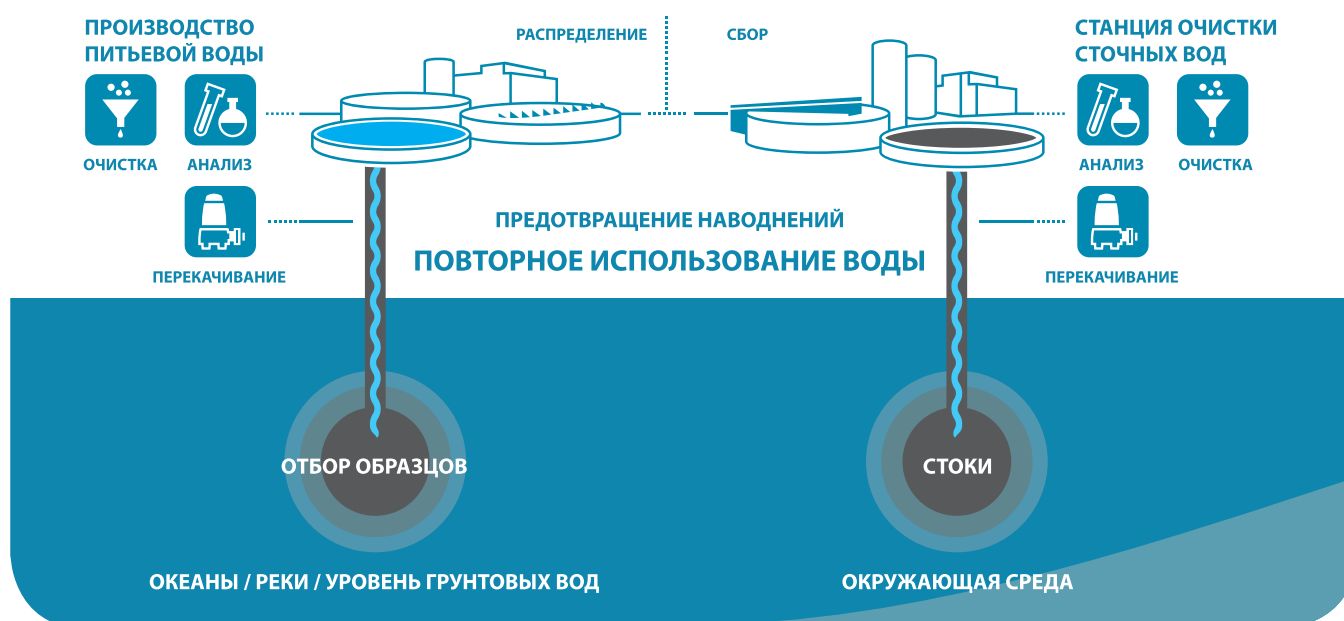 ПРОИЗВОДСТВО
ПИТЬЕВОЙ ВОДЫ
РАСПРЕДЕЛЕНИЕ
СБОР
СТАНЦИЯ ОЧИСТКИ
СТОЧНЫХ ВОД
ОЧИСТКА
АНАЛИЗ
АНАЛИЗ
ОЧИСТКА
ПРЕДОТВРАЩЕНИЕ НАВОДНЕНИЙ
ПОВТОРНОЕ ИСПОЛЬЗОВАНИЕ ВОДЫ
ПЕРЕКАЧИВАНИЕ
ПЕРЕКАЧИВАНИЕ
ОТБОР ОБРАЗЦОВ
СТОКИ
ОКЕАНЫ / РЕКИ / УРОВЕНЬ ГРУНТОВЫХ ВОД
ОКРУЖАЮЩАЯ СРЕДА